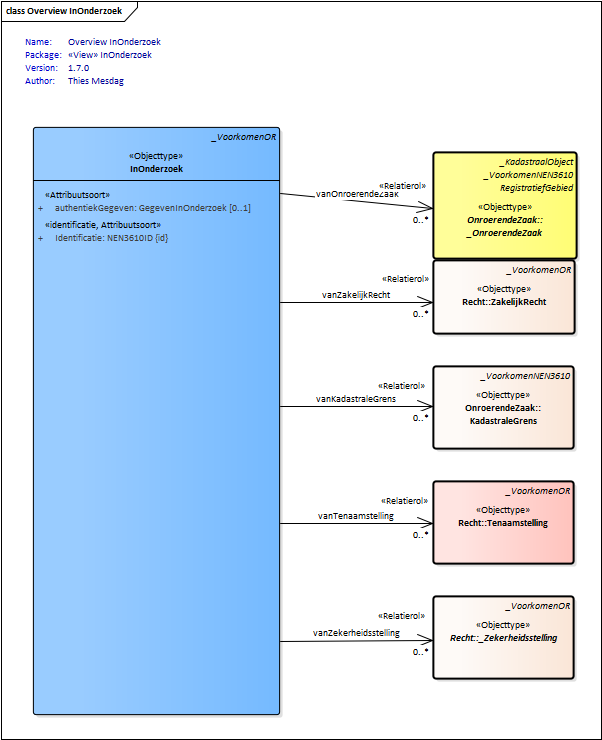 class Overview InOnderzoek
Name: Overview InOnderzoek
Package: «View» InOnderzoek
Version: 1.7.0
Author: Thies Mesdag
_VoorkomenOR
«Objecttype»
InOnderzoek
«Attribuutsoort»
+ authentiekGegeven: GegevenInOnderzoek [0..1]
«identificatie, Attribuutsoort»
+ Identificatie: NEN3610ID {id}
«Relatierol»
vanOnroerendeZaak
0..*
_KadastraalObject
_VoorkomenNEN3610
RegistratiefGebied
«Objecttype»
OnroerendeZaak::
_OnroerendeZaak
«Relatierol»
vanZakelijkRecht
0..*
_VoorkomenOR
«Objecttype»
Recht::ZakelijkRecht
«Relatierol»
vanKadastraleGrens
0..*
_VoorkomenNEN3610
«Objecttype»
OnroerendeZaak::
KadastraleGrens
«Relatierol»
vanTenaamstelling
0..*
_VoorkomenOR
«Objecttype»
Recht::Tenaamstelling
«Relatierol»
vanZekerheidsstelling
0..*
_VoorkomenOR
«Objecttype»
Recht::_Zekerheidsstelling